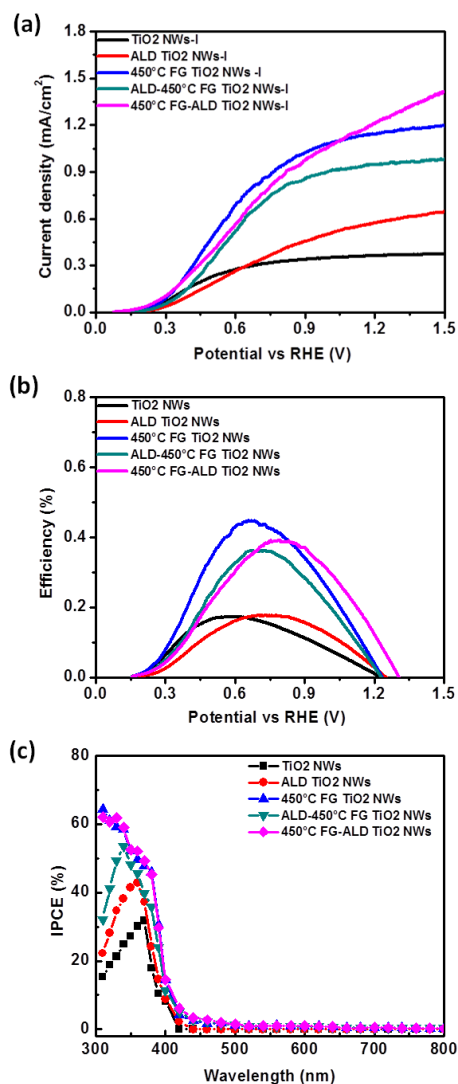 (a)
TiO2 NWs-I
ALD TiO2 NWs-I
450°C FG TiO2 NWs -I
ALD-450°C FG TiO2 NWs-I
450°C FG-ALD TiO2 NWs-I
1.8
1.5
1.2
0.9
0.6
0.3
0.0
Current density (mA/cm²)
0.0 0.3 0.6 0.9 1.2 1.5
Potential vs RHE (V)
(b)
TiO2 NWs
ALD TiO2 NWs
450°C FG TiO2 NWs
ALD-450°C FG TiO2 NWs
450°C FG-ALD TiO2 NWs
0.8
0.6
0.4
0.2
0.0
Efficiency (%)
0.0 0.3 0.6 0.9 1.2 1.5
Potential vs RHE (V)
(c)
TiO2 NWs
ALD TiO2 NWs
450°C FG TiO2 NWs
ALD-450°C FG TiO2 NWs
450°C FG-ALD TiO2 NWs
80
60
40
20
0
IPCE (%)
300 400 500 600 700 800
Wavelength (nm)